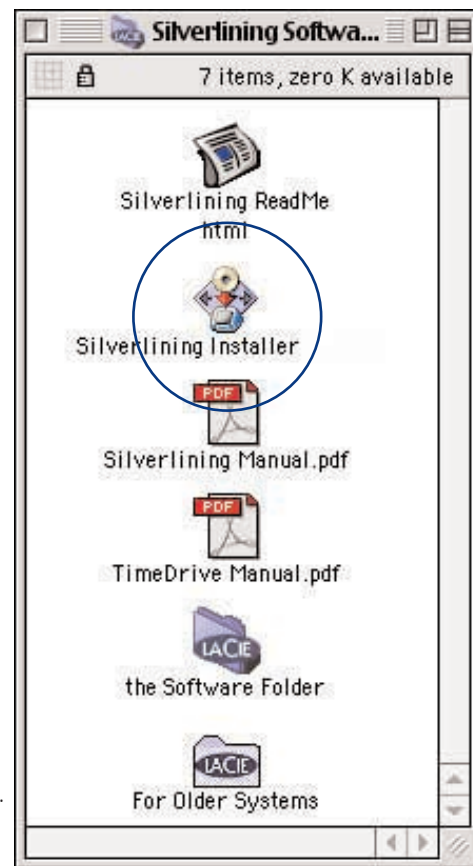 Silverlining Softwa...
7 items, zero K available
Silverlining ReadMe
html
Silverlining Installer
PDF
Silverlining Manual.pdf
PDF
TimeDrive Manual.pdf
LACIE
the Software Folder
LACIE
For Older Systems
.